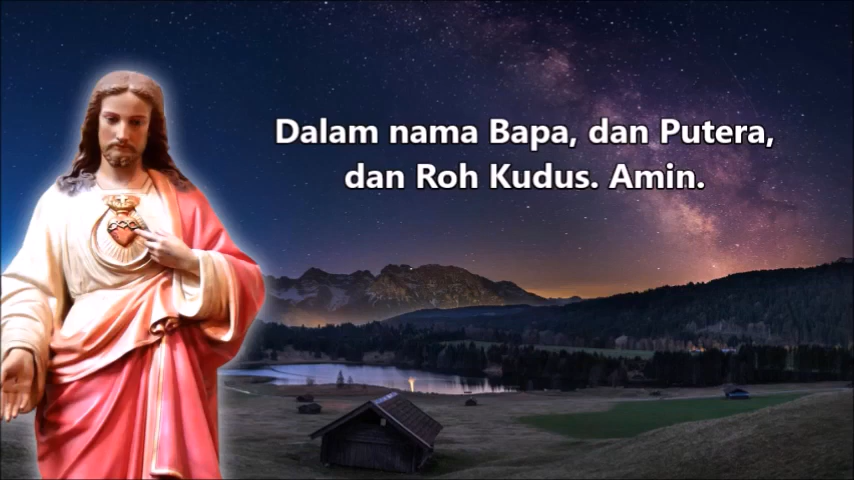 Dalam nama Bapa, dan Putera,
dan Roh Kudus. Amin.